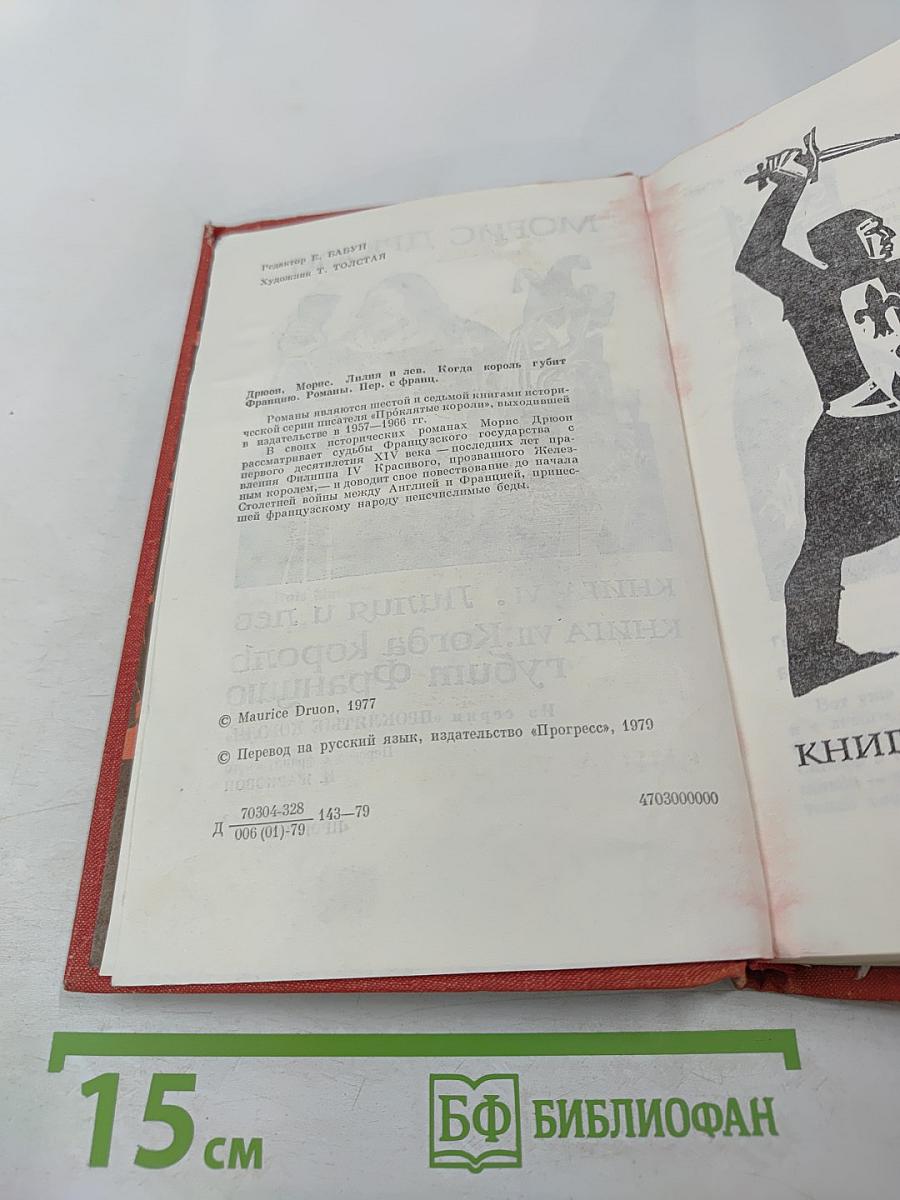 Редактор Е. БАБУН
Художник Т. ТОЛСТАЯ
Дрюон, Морис. Лилия и лев. Когда король губит
Францию. Романы. Пер. с франц.
Романы являются шестой и седьмой книгами истори-
ческой серии писателя «Проклятые короли», выходившей
в издательстве в 1957—1966 гг.
В своих исторических романах Морис Дрюон
рассматривает судьбы Французского государства с
первого десятилетия XIV века — последних лет пра-
вления Филиппа IV Красивого, прозванного Желез-
ным королем, — и доводит свое повествование до начала
Столетней войны между Англией и Францией, принес-
шей французскому народу неисчислимые беды.
© Maurice Druon, 1977
© Перевод на русский язык, издательство «Прогресс», 1979
Д 70304-328 143—79
006 (01)-79
4703000000
КНИГ
15 см
БФ БИБЛИОФАН